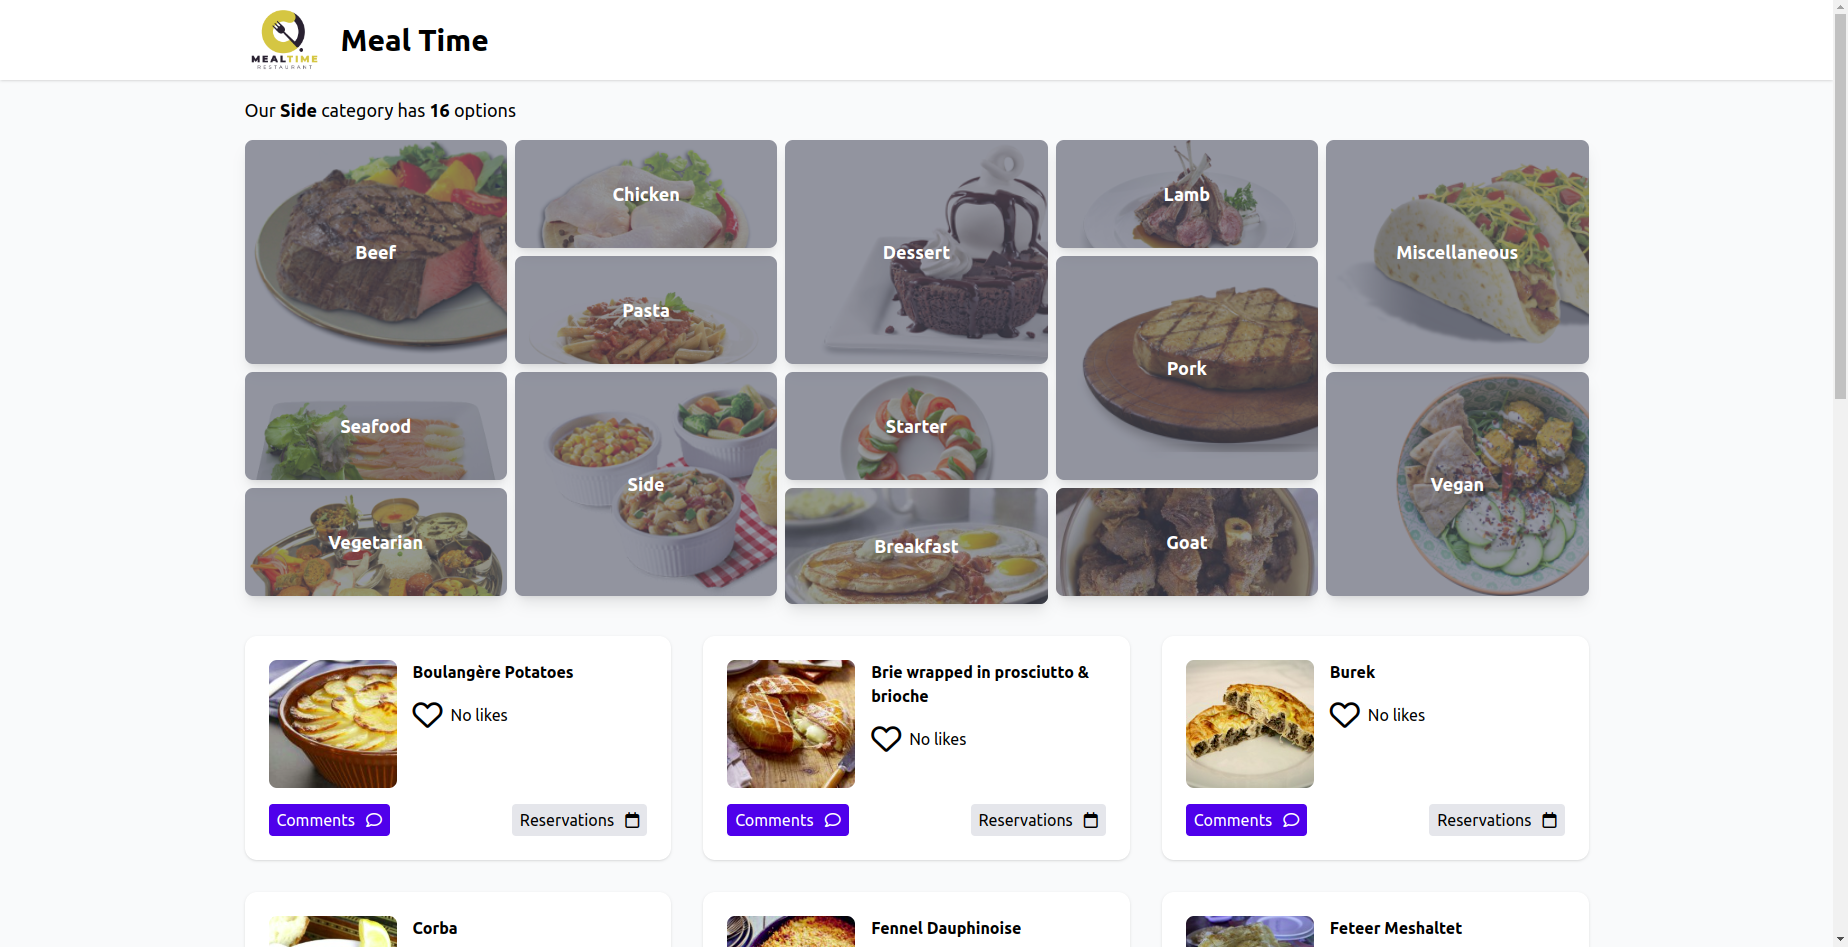 MEALTIME
RESTAURANT
Meal Time
Our Side category has 16 options
Beef
Chicken
Dessert
Lamb
Miscellaneous
Pasta
Pork
Seafood
Side
Starter
Vegan
Vegetarian
Breakfast
Goat
Boulangère Potatoes
No likes
Comments
Reservations
Brie wrapped in prosciutto &
brioche
No likes
Comments
Reservations
Burek
No likes
Comments
Reservations
Corba
Fennel Dauphinoise
Feteer Meshaltet